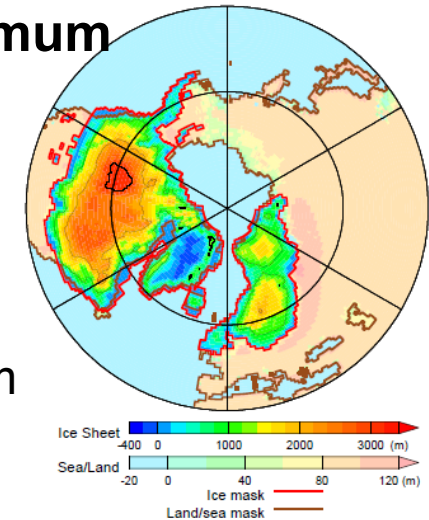 mum
n
Ice Sheet
-400 0 1000 2000 3000 (m)
Sea/Land
-20 0 40 80 120 (m)
Ice mask
Land/sea mask